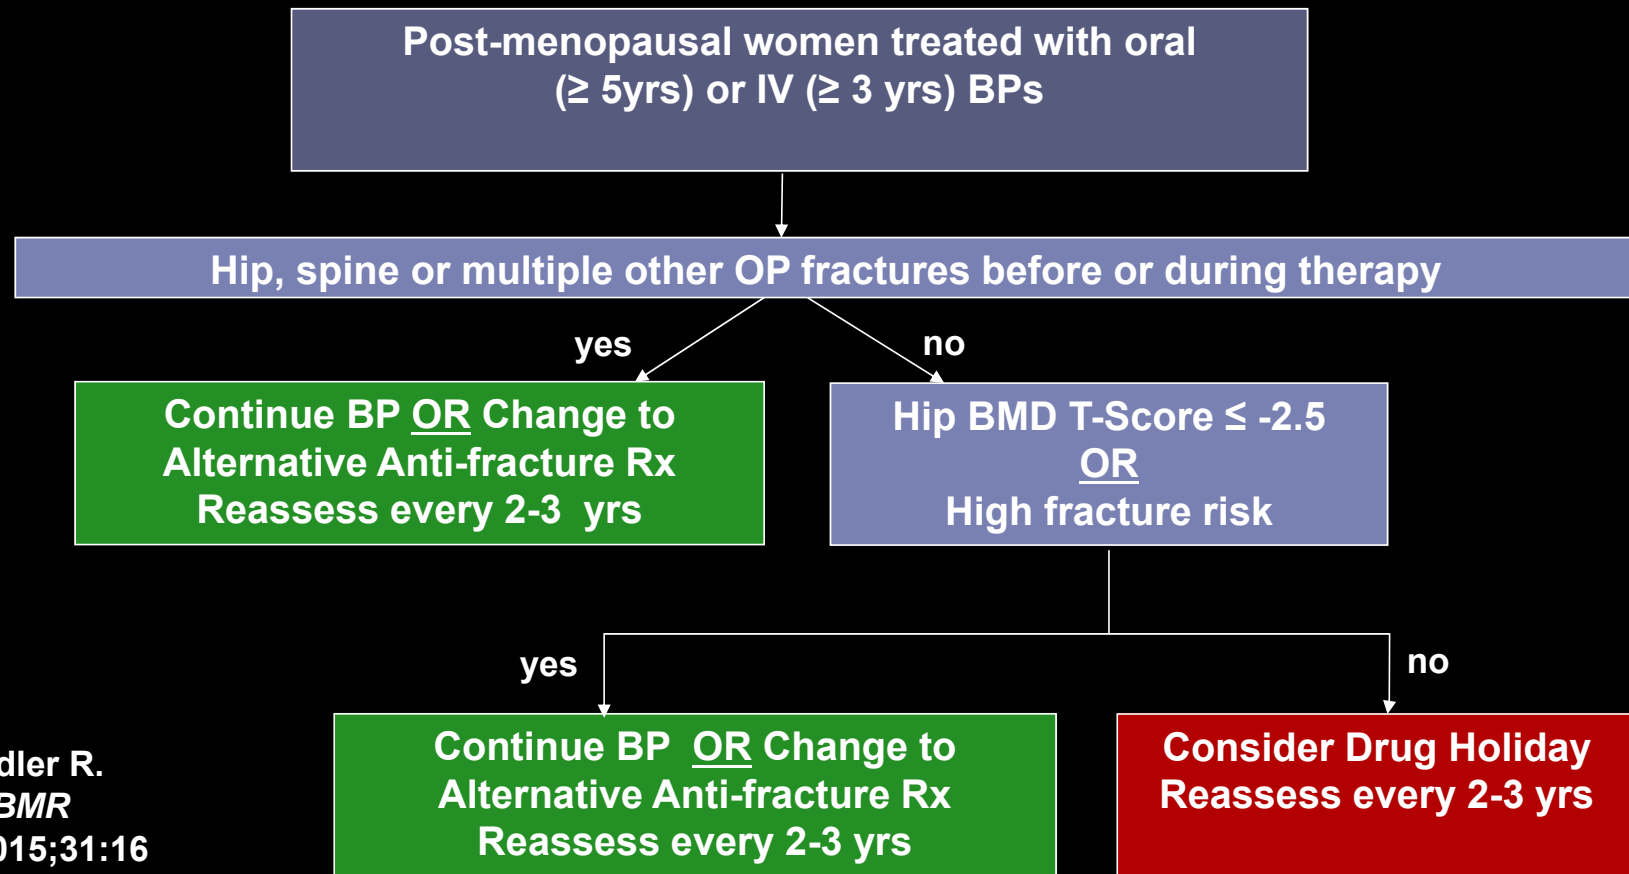 Post-menopausal women treated with oral
(≥ 5yrs) or IV (≥ 3 yrs) BPs
Hip, spine or multiple other OP fractures before or during therapy
yes
no
Continue BP OR Change to
Alternative Anti-fracture Rx
Reassess every 2-3 yrs
Hip BMD T-Score ≤ -2.5
OR
High fracture risk
yes
no
Continue BP OR Change to
Alternative Anti-fracture Rx
Reassess every 2-3 yrs
Consider Drug Holiday
Reassess every 2-3 yrs
dler R.
BMR
015;31:16